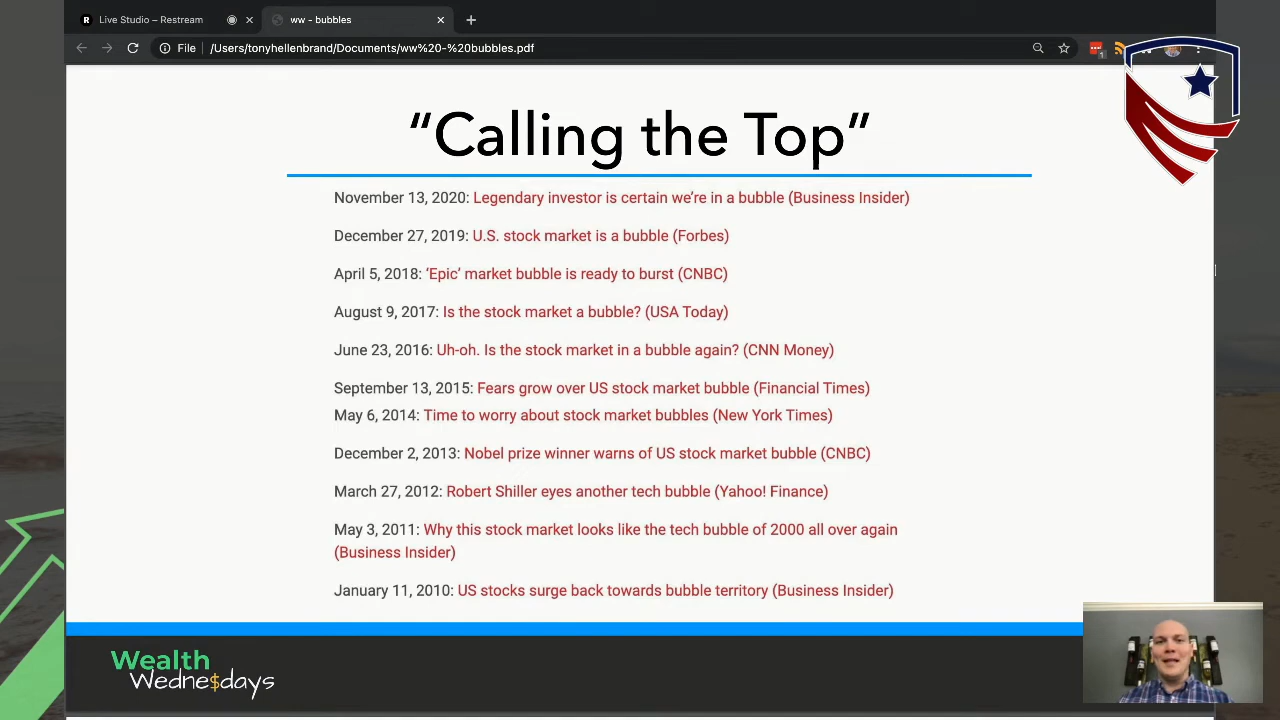 R Live Studio – Restream
ww - bubbles
File
/Users/tonyhellenbrand/Documents/ww%20-%20bubbles.pdf
1
“Calling the Top”
November 13, 2020: Legendary investor is certain we’re in a bubble (Business Insider)
December 27, 2019: U.S. stock market is a bubble (Forbes)
April 5, 2018: ‘Epic’ market bubble is ready to burst (CNBC)
August 9, 2017: Is the stock market a bubble? (USA Today)
June 23, 2016: Uh-oh. Is the stock market in a bubble again? (CNN Money)
September 13, 2015: Fears grow over US stock market bubble (Financial Times)
May 6, 2014: Time to worry about stock market bubbles (New York Times)
December 2, 2013: Nobel prize winner warns of US stock market bubble (CNBC)
March 27, 2012: Robert Shiller eyes another tech bubble (Yahoo! Finance)
May 3, 2011: Why this stock market looks like the tech bubble of 2000 all over again
(Business Insider)
January 11, 2010: US stocks surge back towards bubble territory (Business Insider)
Wealth
Wedne$days